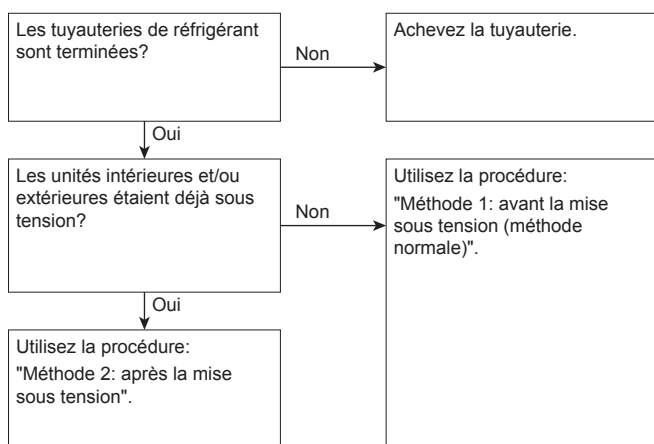 Les tuyauteries de réfrigérant
sont terminées?
Non
Achevez la tuyauterie.
Oui
Les unités intérieures et/ou
extérieures étaient déjà sous
tension?
Non
Utilisez la procédure:
"Méthode 1: avant la mise
sous tension (méthode
normale)".
Oui
Utilisez la procédure:
"Méthode 2: après la mise
sous tension".